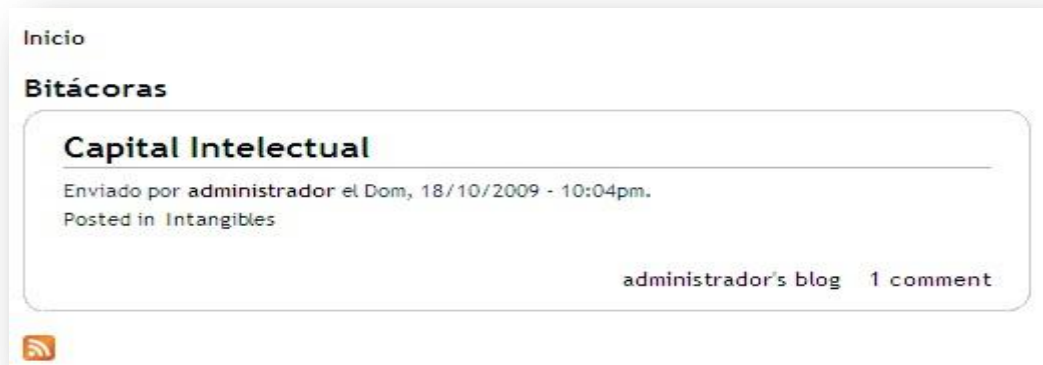 Inicio
Bitácoras
Capital Intelectual
Enviado por administrador el Dom, 18/10/2009 - 10:04pm.
Posted in Intangibles
administrador's blog 1 comment